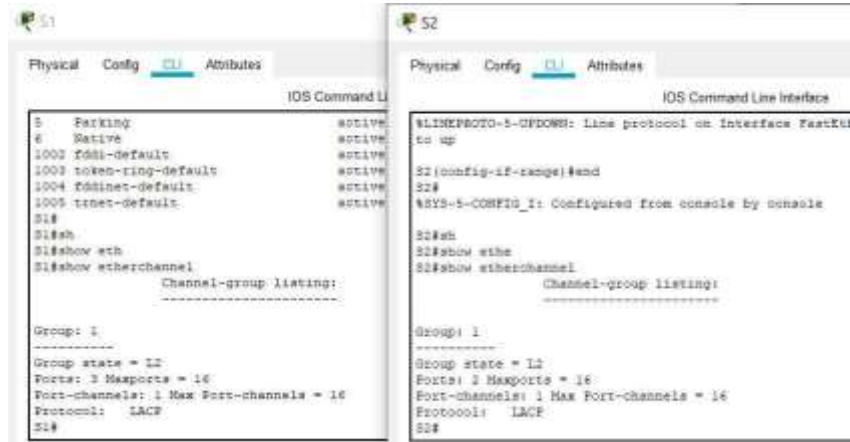 S1
Physical Config CLI Attributes
IOS Command Li
5 Parking active
6 Native active
1002 fddi-default active
1003 token-ring-default active
1004 fddinet-default active
1005 trnet-default active
S1#
S1#sh
S1#show eth
S1#show etherchannel
Channel-group listing:
----------------------
Group: 1
----------
Group state = L2
Ports: 3 Maxports = 16
Port-channels: 1 Max Port-channels = 16
Protocol: LACP
S1#
S2
Physical Config CLI Attributes
IOS Command Line Interface
%LINEPROTO-5-UPDOWN: Line protocol on Interface FastEt
to up
S2(config-if-range)#end
S2#
%SYS-5-CONFIG_I: Configured from console by console
S2#sh
S2#show ethe
S2#show etherchannel
Channel-group listing:
----------------------
Group: 1
----------
Group state = L2
Ports: Maxports = 16
Port-channels: 1 Max Port-channels = 16
Protocol: LACP
S2#